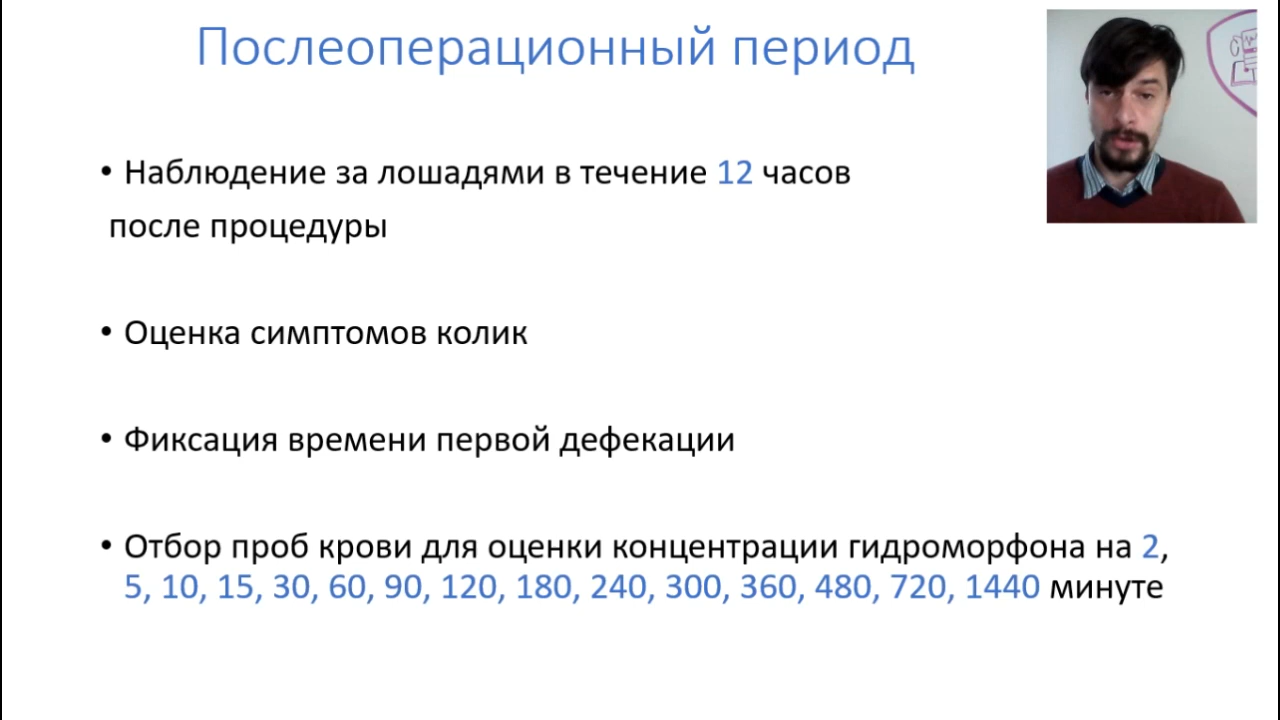 Послеоперационный период
• Наблюдение за лошадями в течение 12 часов
после процедуры
• Оценка симптомов колик
• Фиксация времени первой дефекации
• Отбор проб крови для оценки концентрации гидроморфона на 2,
5, 10, 15, 30, 60, 90, 120, 180, 240, 300, 360, 480, 720, 1440 минуте